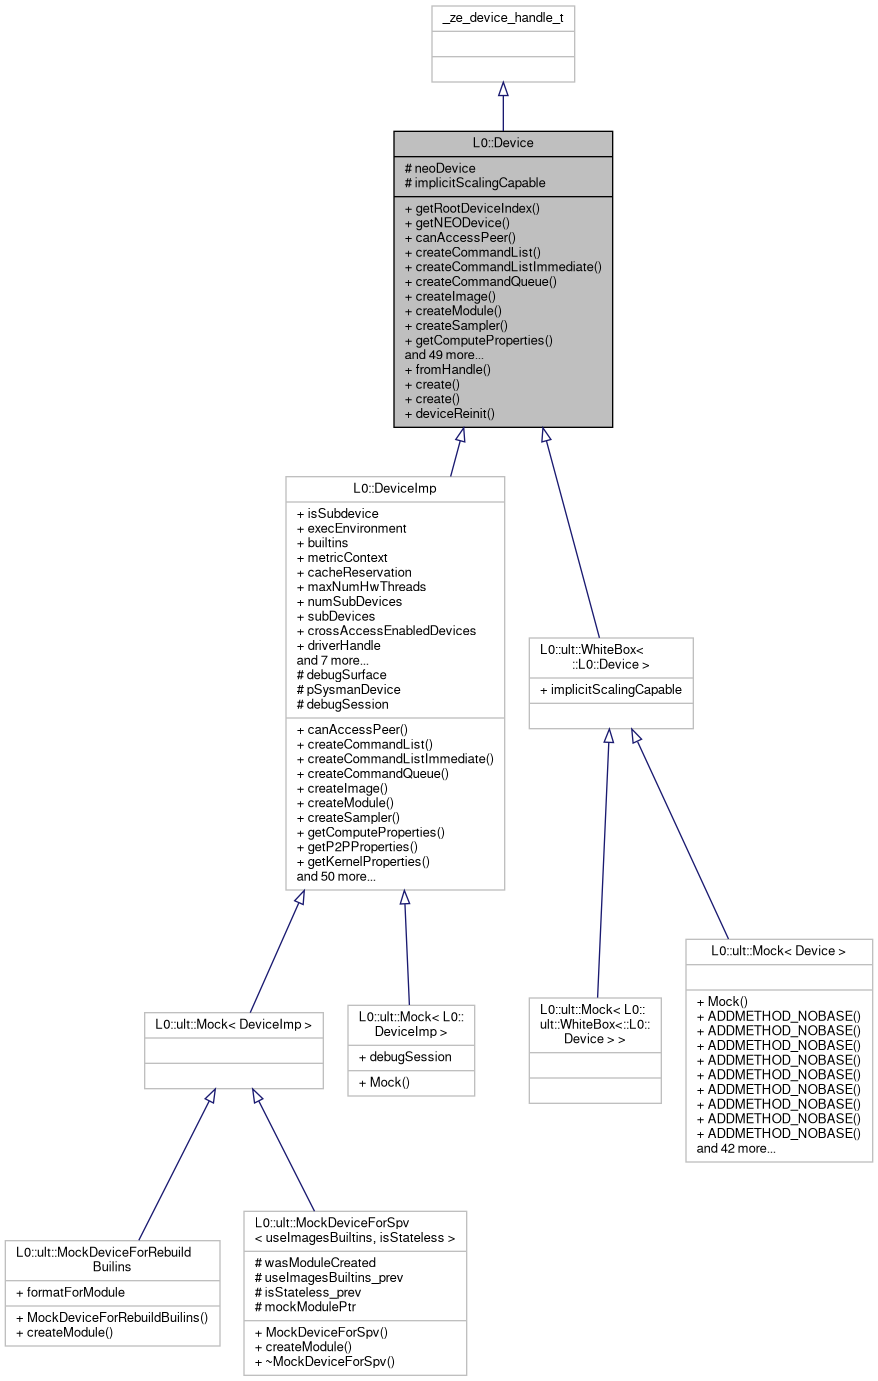 _ze_device_handle_t
L0::Device
# neoDevice
# implicitScalingCapable
+ getRootDeviceIndex()
+ getNEODevice()
+ canAccessPeer()
+ createCommandList()
+ createCommandListImmediate()
+ createCommandQueue()
+ createImage()
+ createModule()
+ createSampler()
+ getComputeProperties()
and 49 more...
+ fromHandle()
+ create()
+ create()
+ deviceReinit()
L0::DeviceImp
+ isSubdevice
+ execEnvironment
+ builtins
+ metricContext
+ cacheReservation
+ maxNumHwThreads
+ numSubDevices
+ subDevices
+ crossAccessEnabledDevices
+ driverHandle
and 7 more...
# debugSurface
# pSysmanDevice
# debugSession
+ canAccessPeer()
+ createCommandList()
+ createCommandListImmediate()
+ createCommandQueue()
+ createImage()
+ createModule()
+ createSampler()
+ getComputeProperties()
+ getP2PProperties()
+ getKernelProperties()
and 50 more...
L0::ult::WhiteBox<
::L0::Device >
+ implicitScalingCapable
L0::ult::Mock< DeviceImp >
L0::ult::Mock< L0::
DeviceImp >
+ debugSession
+ Mock()
L0::ult::Mock< L0::
ult::WhiteBox<::L0::
Device > >
L0::ult::Mock< Device >
+ Mock()
+ ADDMETHOD_NOBASE()
+ ADDMETHOD_NOBASE()
+ ADDMETHOD_NOBASE()
+ ADDMETHOD_NOBASE()
+ ADDMETHOD_NOBASE()
+ ADDMETHOD_NOBASE()
+ ADDMETHOD_NOBASE()
+ ADDMETHOD_NOBASE()
+ ADDMETHOD_NOBASE()
and 42 more...
L0::ult::MockDeviceForRebuild
Builins
+ formatForModule
+ MockDeviceForRebuildBuilins()
+ createModule()
L0::ult::MockDeviceForSpv
< useImagesBuiltins, isStateless >
# wasModuleCreated
# useImagesBuiltins_prev
# isStateless_prev
# mockModulePtr
+ MockDeviceForSpv()
+ createModule()
+ ~MockDeviceForSpv()